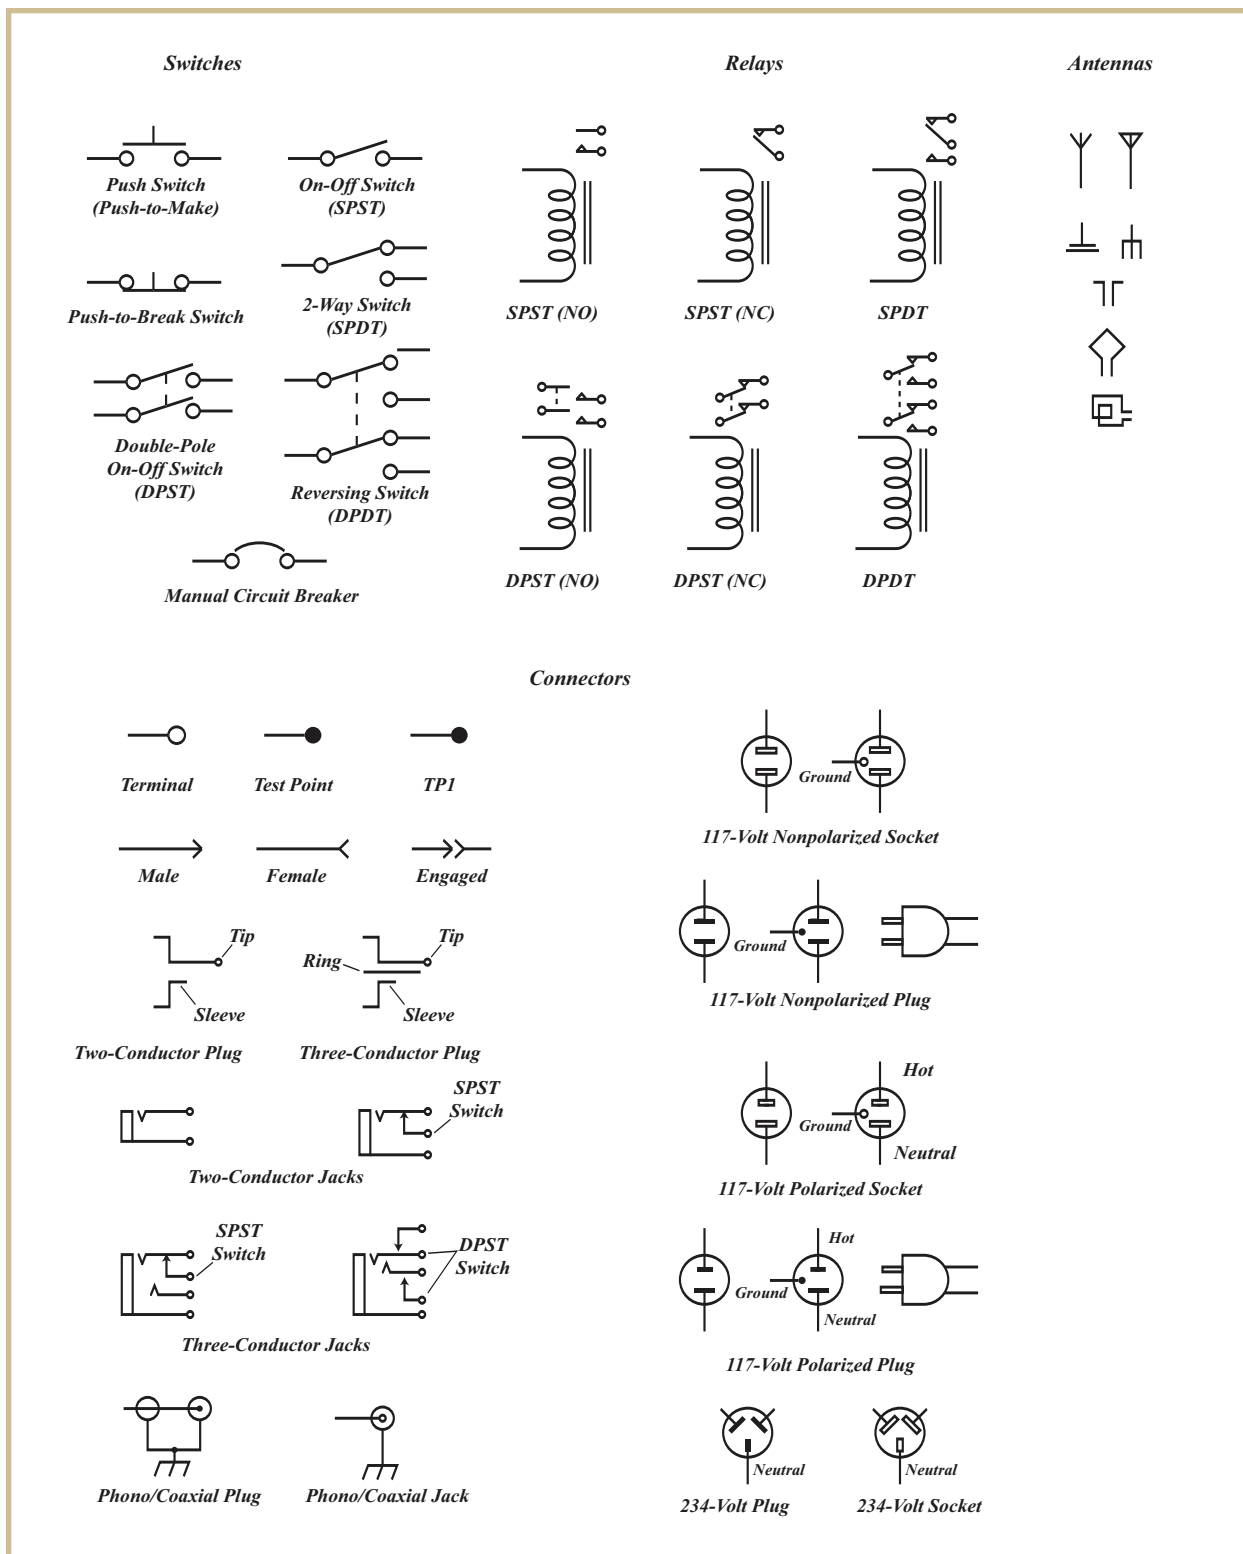 Switches
Relays
Antennas
Push Switch
(Push-to-Make)
On-Off Switch
(SPST)
Push-to-Break Switch
2-Way Switch
(SPDT)
SPST (NO)
SPST (NC)
SPDT
Double-Pole
On-Off Switch
(DPST)
Reversing Switch
(DPDT)
Manual Circuit Breaker
DPST (NO)
DPST (NC)
DPDT
Connectors
Terminal
Test Point
TP1
Ground
117-Volt Nonpolarized Socket
Male
Female
Engaged
Tip
Sleeve
Two-Conductor Plug
Ring
Tip
Sleeve
Three-Conductor Plug
Ground
117-Volt Nonpolarized Plug
SPST
Switch
Two-Conductor Jacks
Hot
Ground
Neutral
117-Volt Polarized Socket
SPST
Switch
DPST
Switch
Three-Conductor Jacks
Hot
Ground
Neutral
117-Volt Polarized Plug
Phono/Coaxial Plug
Phono/Coaxial Jack
Neutral
234-Volt Plug
Neutral
234-Volt Socket